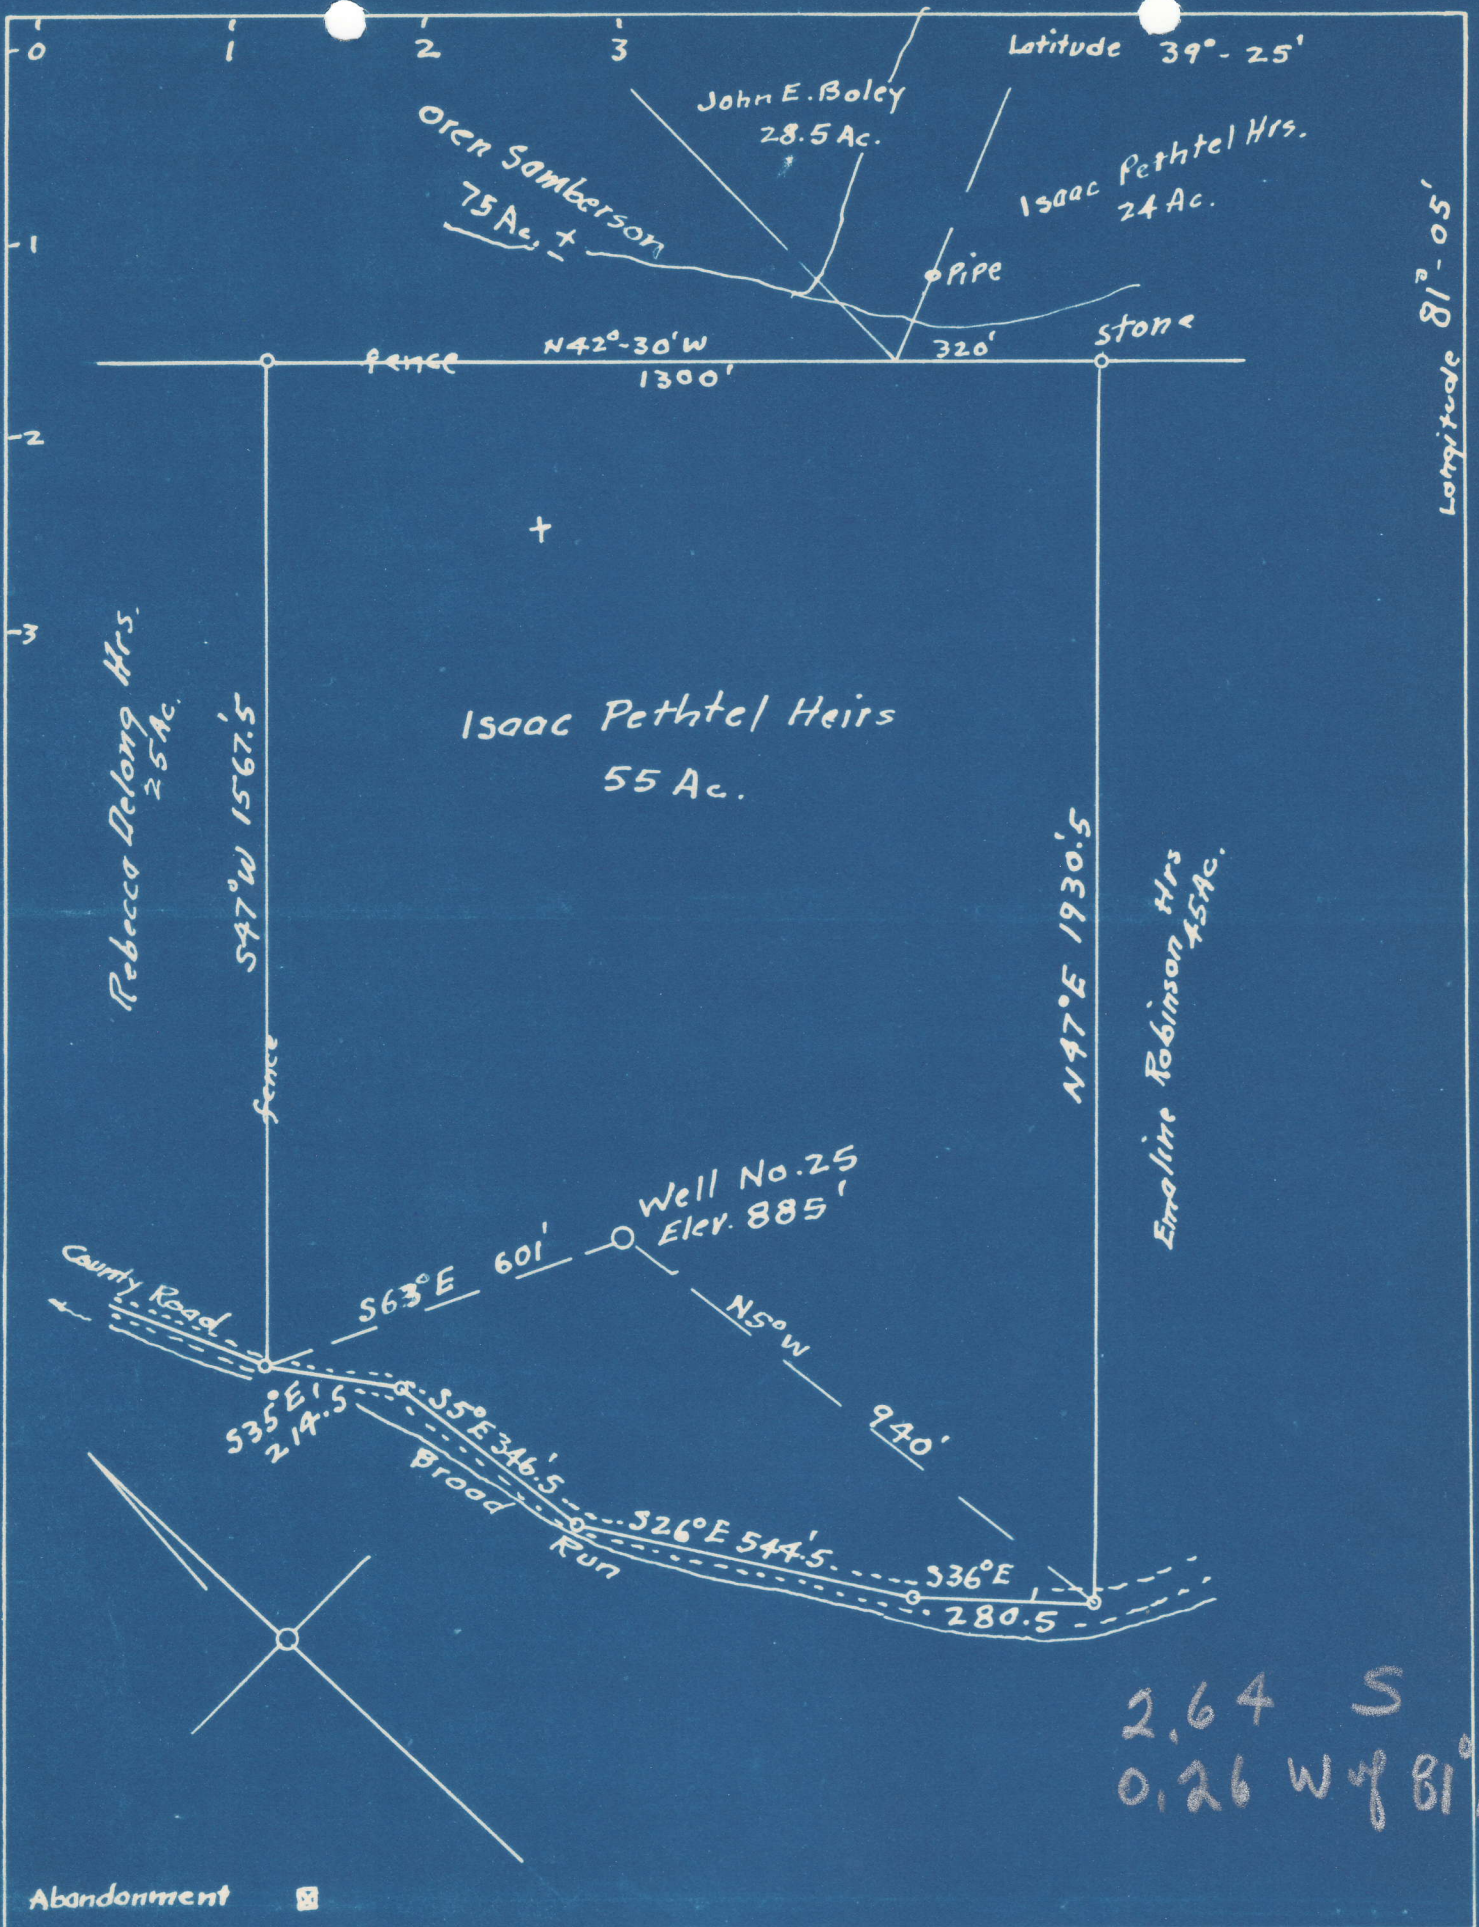 0 1 2 3
Latitude 39°-25'
John E. Boley
28.5 Ac.
Oren Samberson
75 Ac. ±
Isaac Pethtel Hrs.
24 Ac.
Longitude 81°-05'
-1
Pipe
stone
fence
N42°-30'W
320'
1300'
-2
-3
Rebecca Delong Hrs.
25 Ac.
S47°W 1567.5'
Isaac Pethtel Heirs
55 Ac.
N47°E 1930.5'
Emaline Robinson Hrs
45 Ac.
fence
Well No. 25
Elev. 885'
County Road
S63°E 601'
N5°W
940'
S35°E
214.5'
S5°E 346.5'
Broad
Run
S26°E 544.5'
S36°E
280.5'
2.64 S
0.26 W of 81°
Abandonment